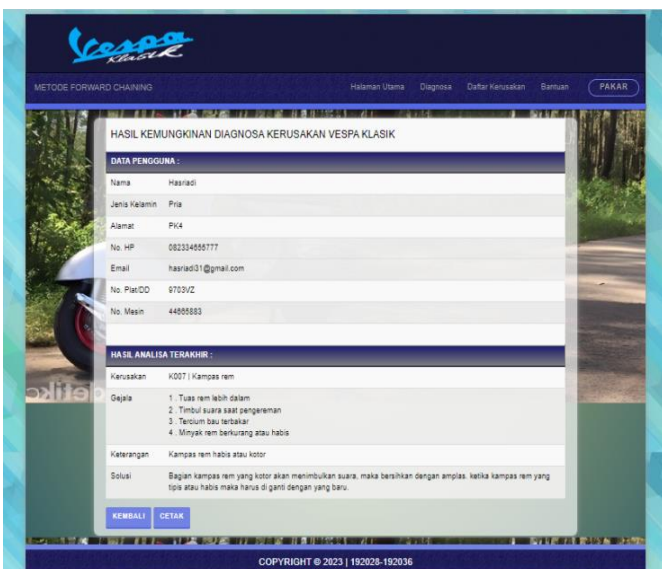 Vespa
Klasik
METODE FORWARD CHAINING
Halaman Utama Diagnosa Daftar Kerusakan Bantuan PAKAR
HASIL KEMUNGKINAN DIAGNOSA KERUSAKAN VESPA KLASIK
DATA PENGGUNA :
Nama Hasriadi
Jenis Kelamin Pria
Alamat PK4
No. HP
Email hasriadi31@gmail.com
No. Plat/DD 9703VZ
No. Mesin
HASIL ANALISA TERAKHIR :
Kerusakan K007 | Kampas rem
Gejala 1 . Tuas rem lebih dalam
2 . Timbul suara saat pengereman
3 . Tercium bau terbakar
4 . Minyak rem berkurang atau habis
Keterangan Kampas rem habis atau kotor
Solusi Bagian kampas rem yang kotor akan menimbulkan suara, maka bersihkan dengan amplas. ketika kampas rem yang
tipis atau habis maka harus di ganti dengan yang baru.
KEMBALI CETAK
COPYRIGHT © 2023 | 192028-192036